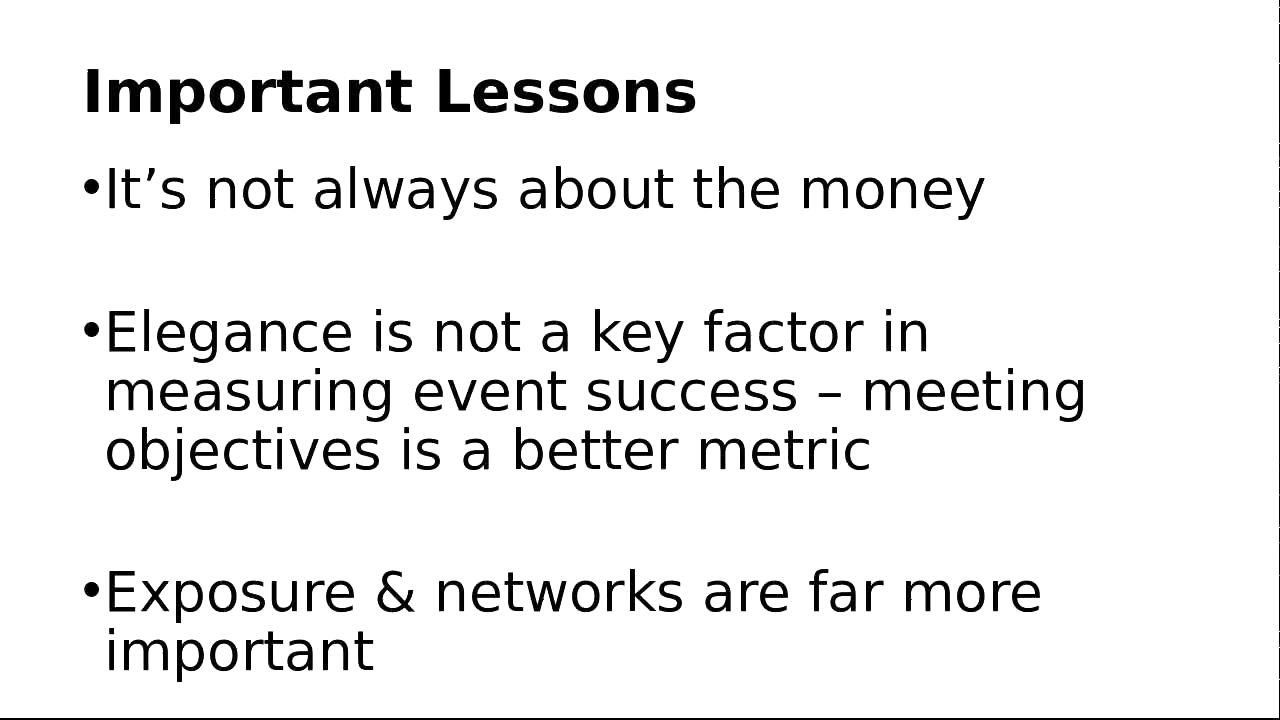 Important Lessons
•It’s not always about the money
•Elegance is not a key factor in
measuring event success – meeting
objectives is a better metric
•Exposure & networks are far more
important